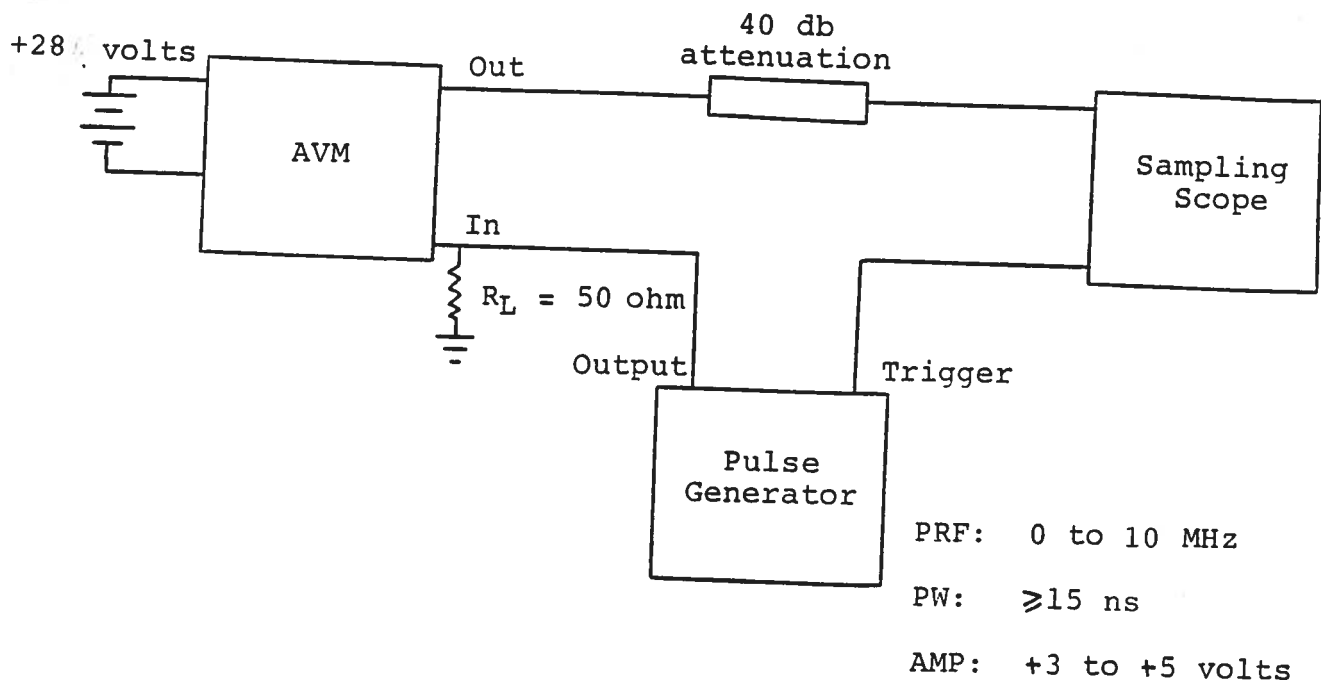 40 db
attenuation
+28 volts
Out
AVM
Sampling
Scope
In
RL = 50 ohm
Output
Trigger
Pulse
Generator
PRF: 0 to 10 MHz
PW: ≥15 ns
AMP: +3 to +5 volts